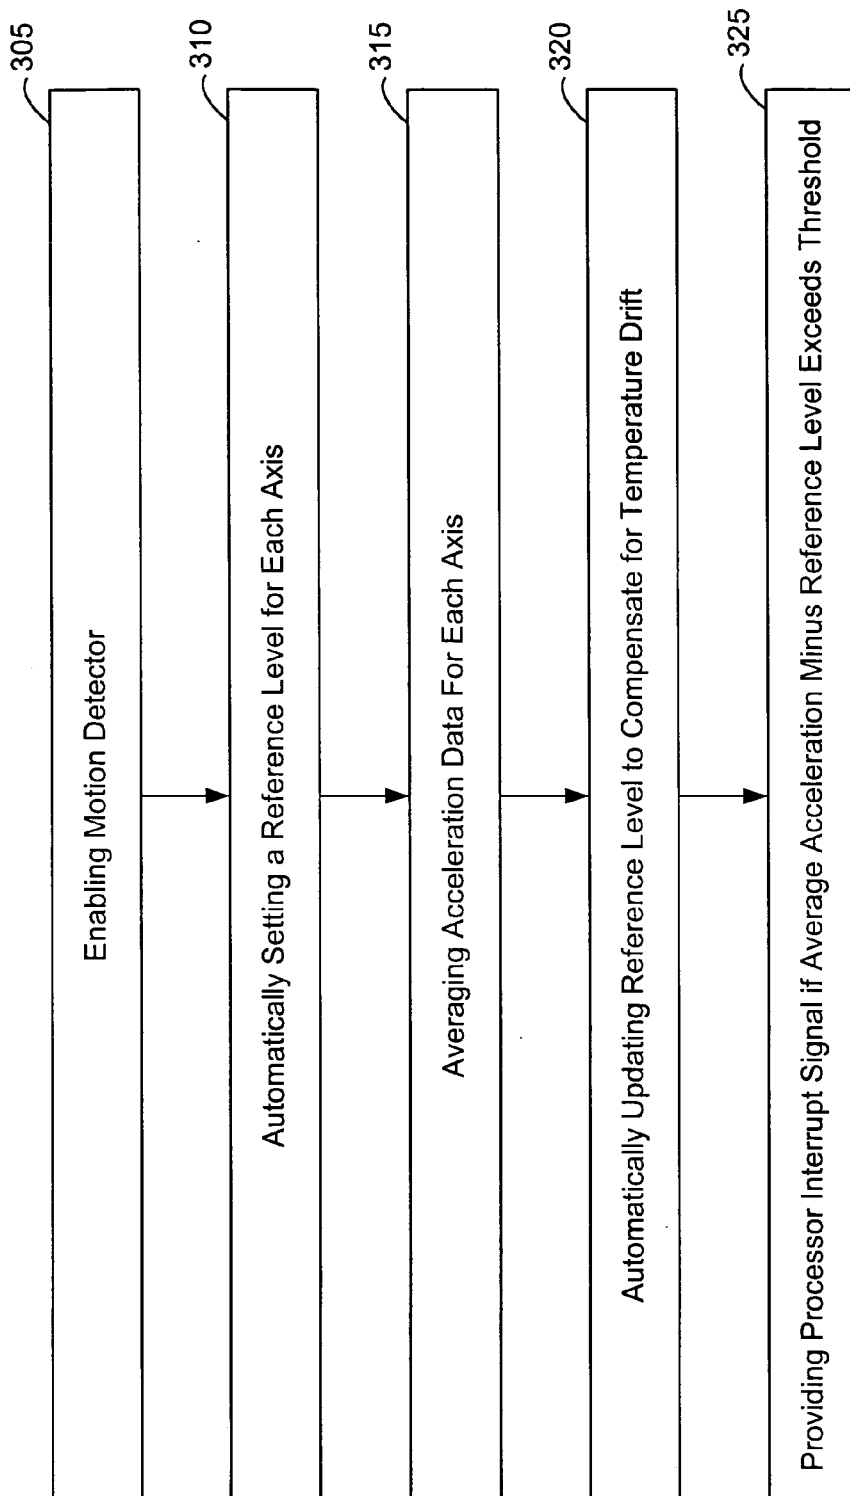 305
Enabling Motion Detector
310
Automatically Setting a Reference Level for Each Axis
315
Averaging Acceleration Data For Each Axis
320
Automatically Updating Reference Level to Compensate for Temperature Drift
325
Providing Processor Interrupt Signal if Average Acceleration Minus Reference Level Exceeds Threshold